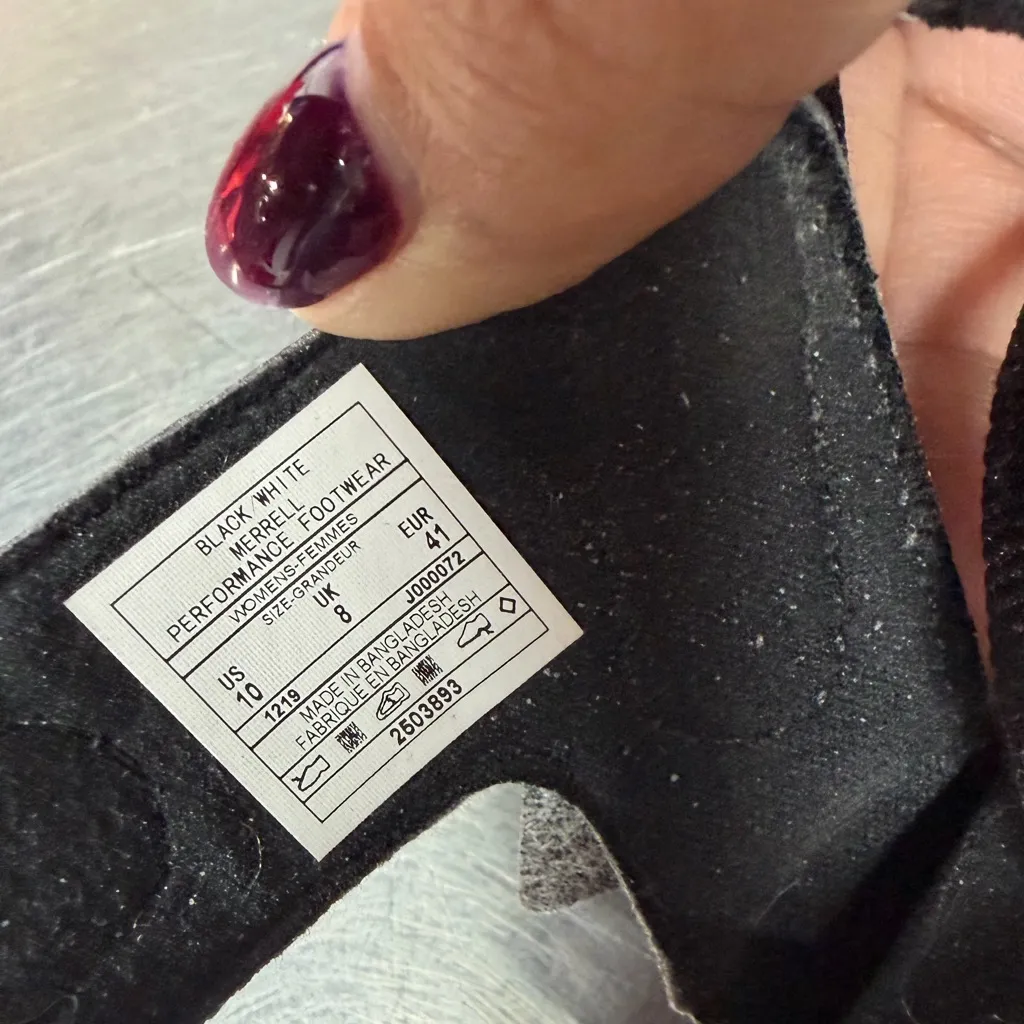 BLACK/WHITE
MERRELL
PERFORMANCE FOOTWEAR
WOMENS-FEMMES
SIZE-GRANDEUR
US UK EUR
10 8 41
1219 J000072
MADE IN BANGLADESH
FABRIQUE EN BANGLADESH
2503893